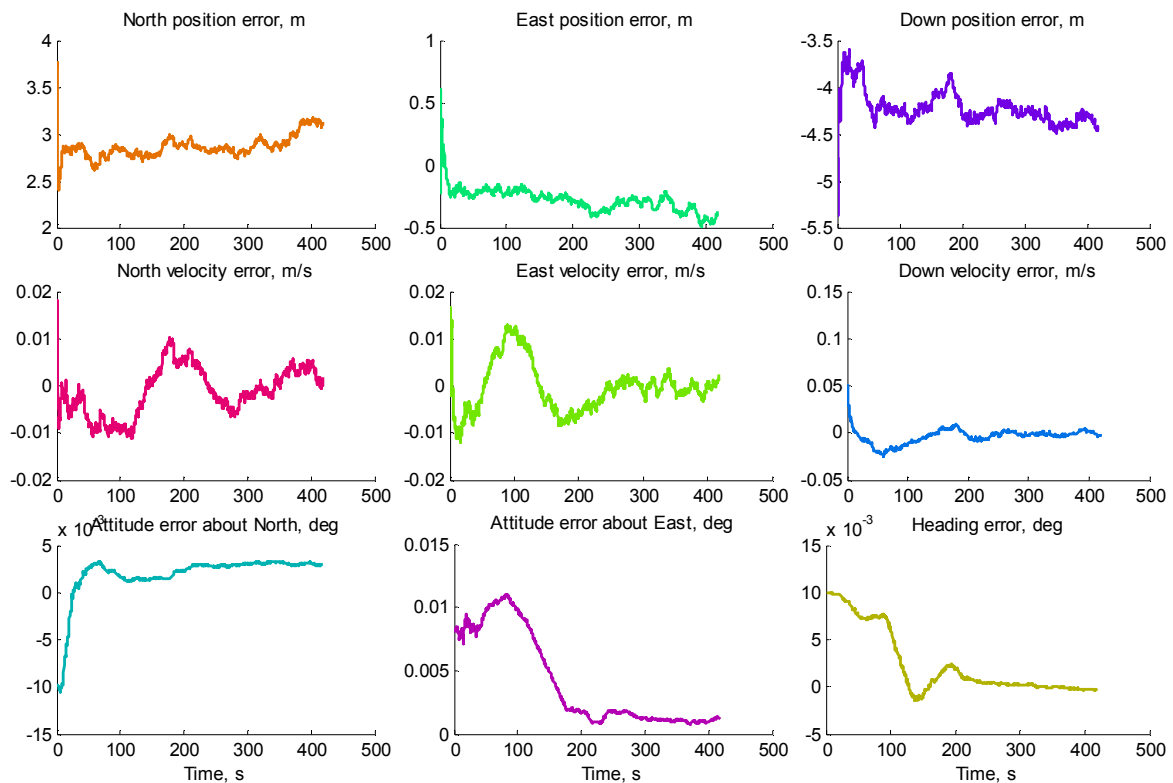 North position error, m
East position error, m
Down position error, m
4
3.5
3
2.5
2
0 100 200 300 400 500
1
0.5
0
-0.5
0 100 200 300 400 500
-3.5
-4
-4.5
-5
-5.5
0 100 200 300 400 500
North velocity error, m/s
East velocity error, m/s
Down velocity error, m/s
0.02
0.01
0
-0.01
-0.02
0 100 200 300 400 500
0.02
0.01
0
-0.01
-0.02
0 100 200 300 400 500
0.15
0.1
0.05
0
-0.05
0 100 200 300 400 500
x 10-3
Attitude error about North, deg
Attitude error about East, deg
x 10-3
Heading error, deg
5
0
-5
-10
-15
0 100 200 300 400 500
Time, s
0.015
0.01
0.005
0
0 100 200 300 400 500
Time, s
15
10
5
0
-5
0 100 200 300 400 500
Time, s